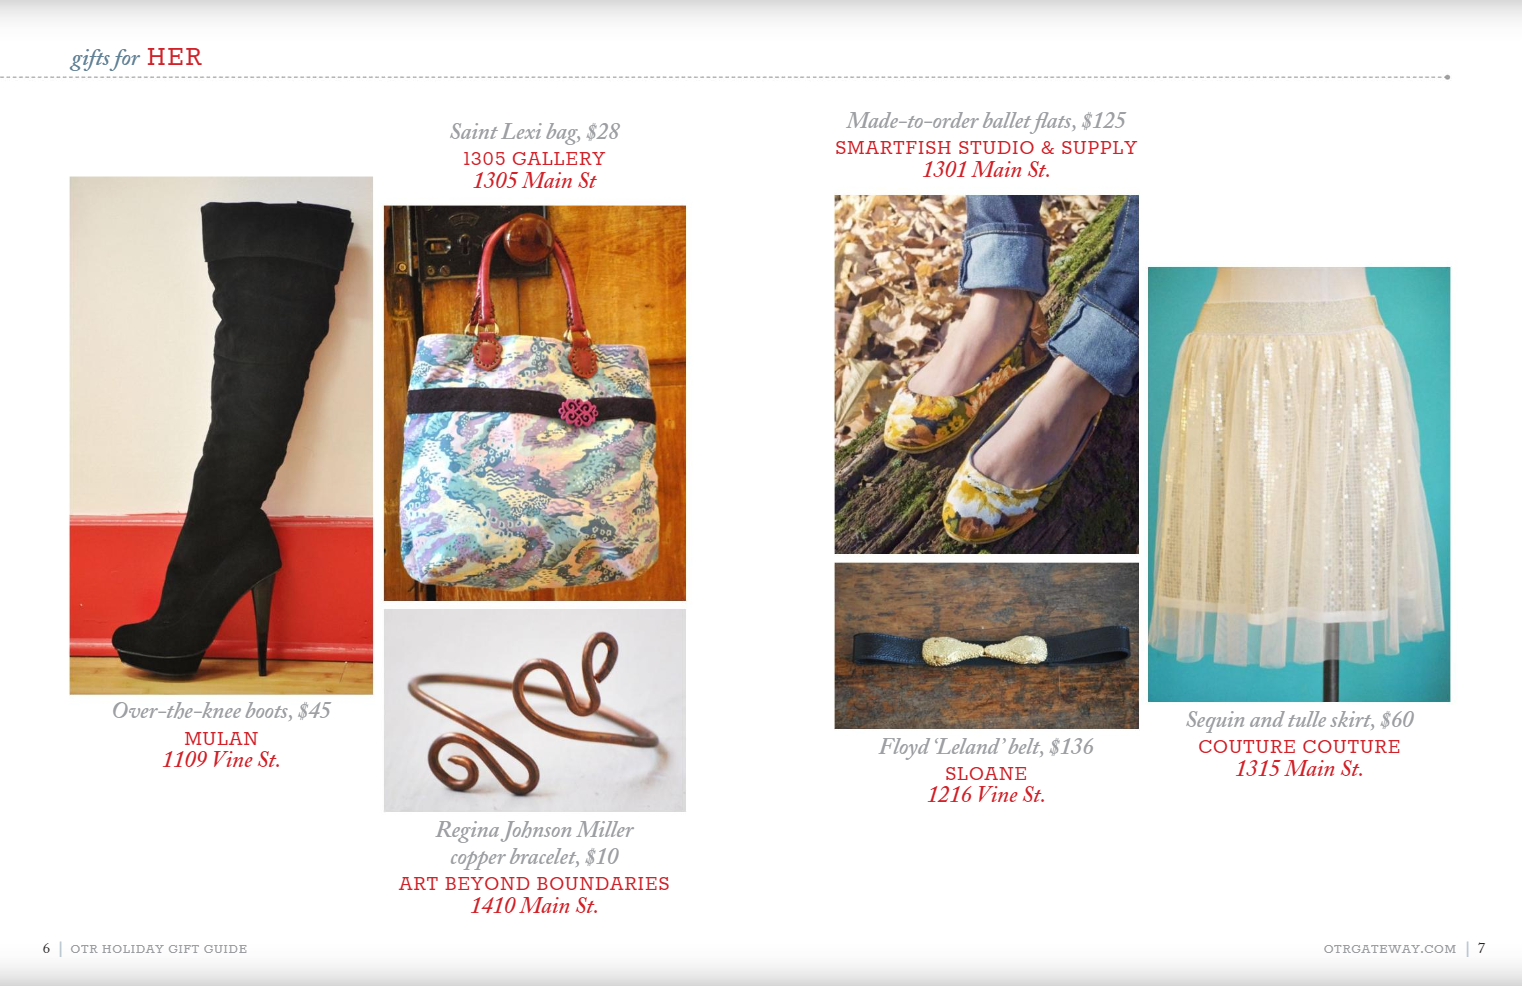 gifts for HER
Saint Lexi bag, $28
1305 GALLERY
1305 Main St
Over-the-knee boots, $45
MULAN
1109 Vine St.
Regina Johnson Miller
copper bracelet, $10
ART BEYOND BOUNDARIES
1410 Main St.
Made-to-order ballet flats, $125
SMARTFISH STUDIO & SUPPLY
1301 Main St.
Floyd ‘Leland’ belt, $136
SLOANE
1216 Vine St.
Sequin and tulle skirt, $60
COUTURE COUTURE
1315 Main St.
6 | OTR HOLIDAY GIFT GUIDE
OTRGATEWAY.COM | 7